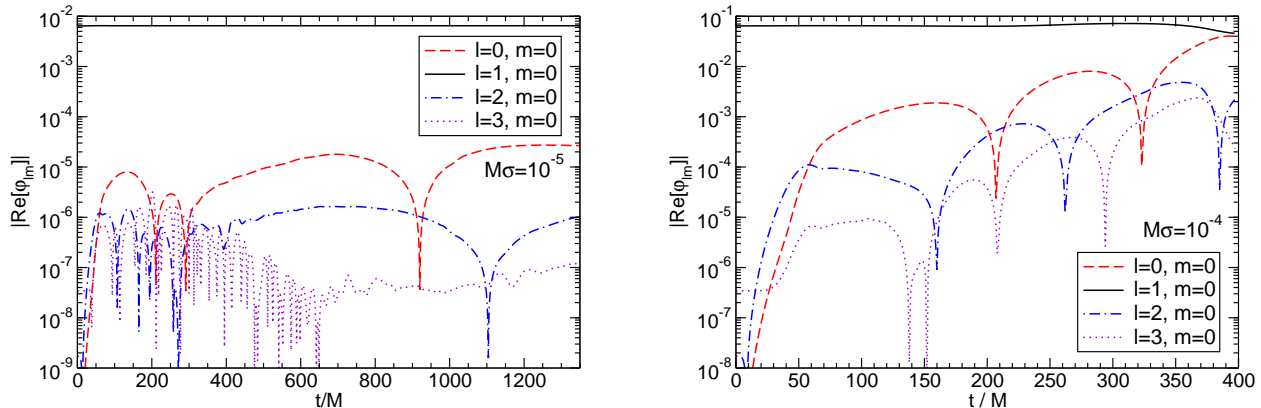 10^-2
10^-3
10^-4
10^-5
10^-6
10^-7
10^-8
10^-9
|Re[φ_lm]|
l=0, m=0
l=1, m=0
l=2, m=0
l=3, m=0
Mσ=10^-5
0 200 400 600 800 1000 1200
t/M
10^-1
10^-2
10^-3
10^-4
10^-5
10^-6
10^-7
10^-8
|Re[φ_lm]|
Mσ=10^-4
l=0, m=0
l=1, m=0
l=2, m=0
l=3, m=0
0 50 100 150 200 250 300 350 400
t / M